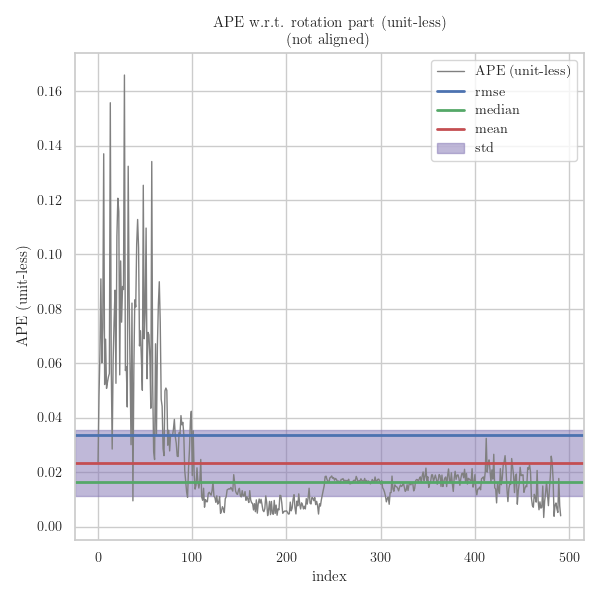 APE w.r.t. rotation part (unit-less)
(not aligned)
APE (unit-less)
rmse
median
mean
std
0.16
0.14
0.12
0.10
0.08
0.06
0.04
0.02
0.00
APE (unit-less)
0 100 200 300 400 500
index